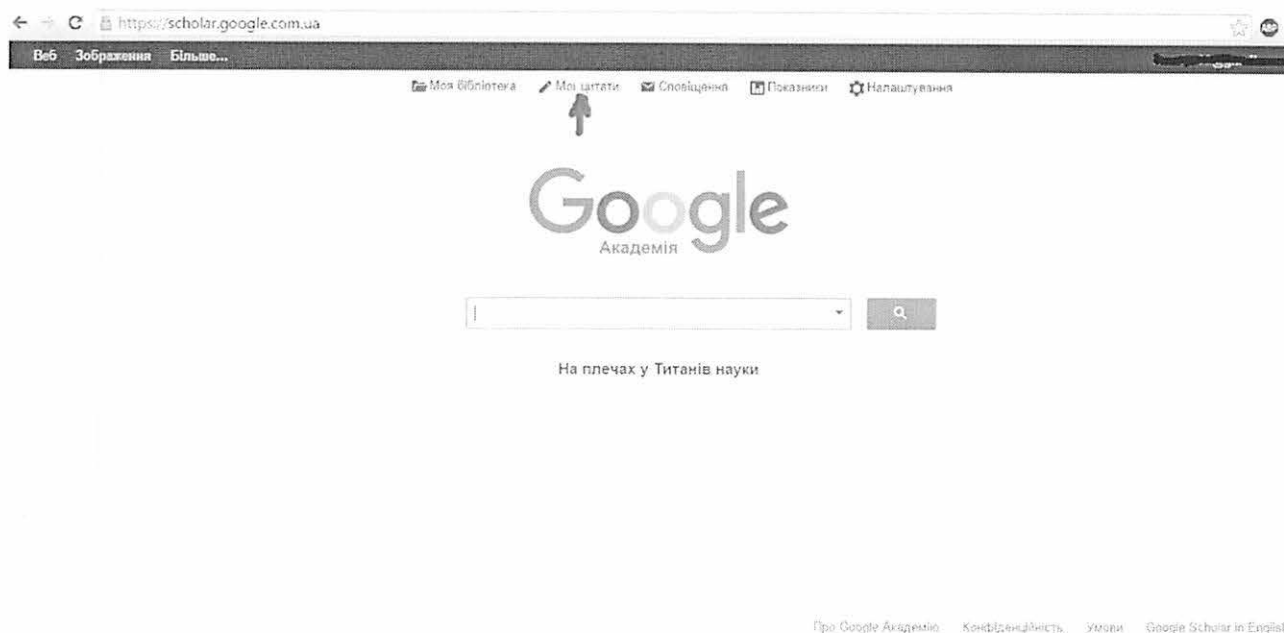 https://scholar.google.com.ua
ABP
Веб Зображення Більше...
Моя бібліотека Мої цитати Сповіщення Показники Налаштування
Google
Академія
На плечах у Титанів науки
Про Google Академію Конфіденційність Умови Google Scholar in English